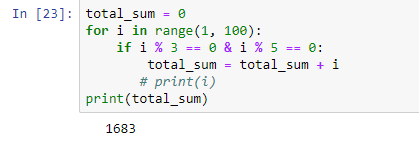 In [23]: total_sum = 0
for i in range(1, 100):
    if i % 3 == 0 & i % 5 == 0:
        total_sum = total_sum + i
       # print(i)
print(total_sum)
1683